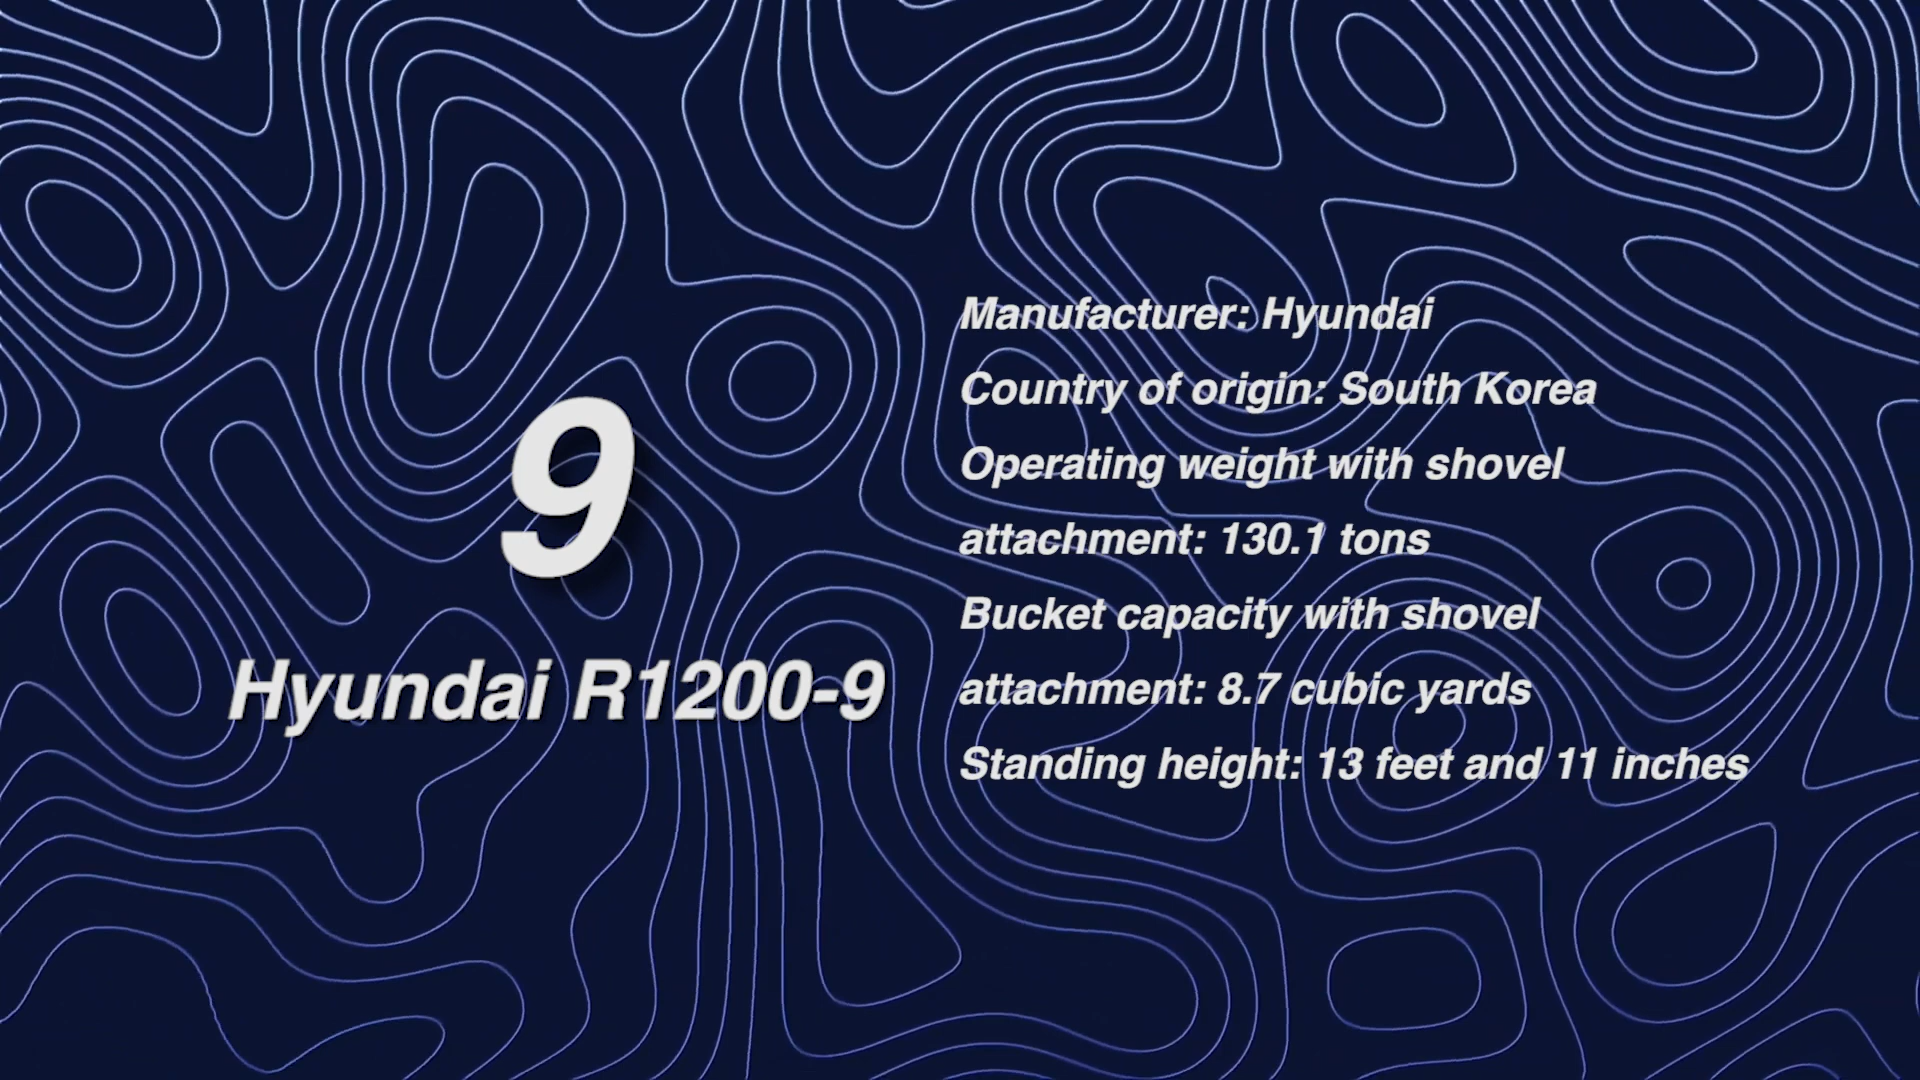 9
Hyundai R1200-9
Manufacturer: Hyundai
Country of origin: South Korea
Operating weight with shovel
attachment: 130.1 tons
Bucket capacity with shovel
attachment: 8.7 cubic yards
Standing height: 13 feet and 11 inches